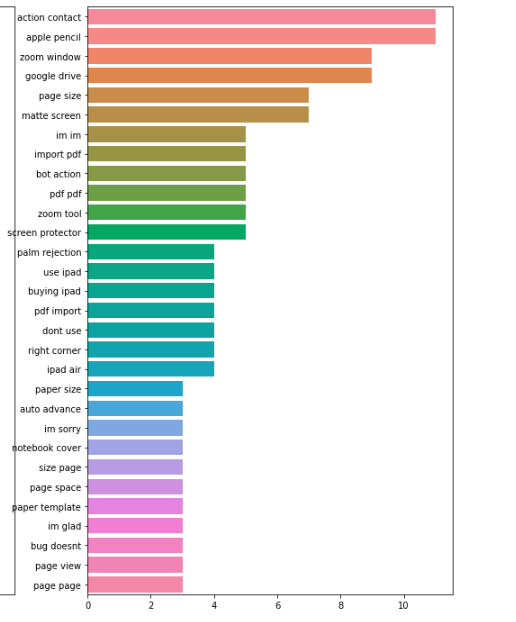 action contact
apple pencil
zoom window
google drive
page size
matte screen
im im
import pdf
bot action
pdf pdf
zoom tool
screen protector
palm rejection
use ipad
buying ipad
pdf import
dont use
right corner
ipad air
paper size
auto advance
im sorry
notebook cover
size page
page space
paper template
im glad
bug doesnt
page view
page page
0 2 4 6 8 10